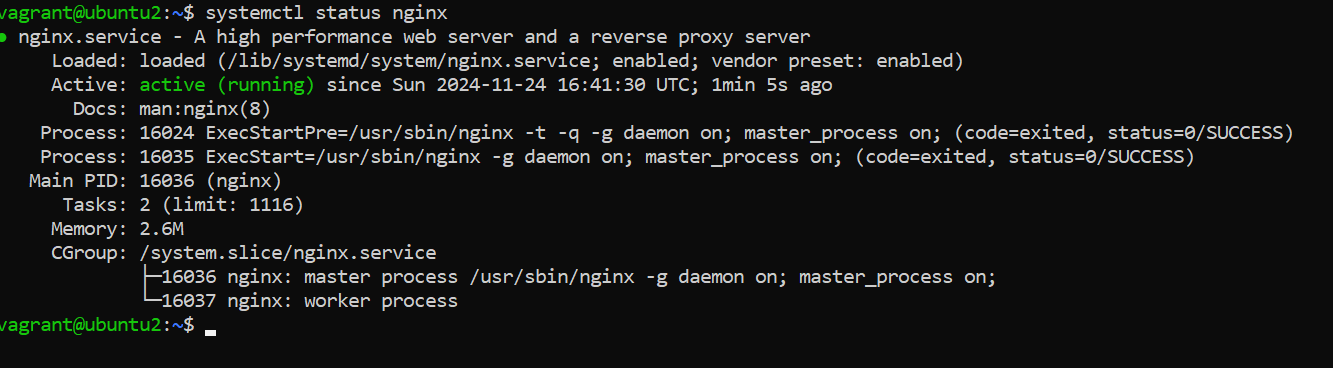 vagrant@ubuntu2:~$ systemctl status nginx
● nginx.service - A high performance web server and a reverse proxy server
Loaded: loaded (/lib/systemd/system/nginx.service; enabled; vendor preset: enabled)
Active: active (running) since Sun 2024-11-24 16:41:30 UTC; 1min 5s ago
Docs: man:nginx(8)
Process: 16024 ExecStartPre=/usr/sbin/nginx -t -q -g daemon on; master_process on; (code=exited, status=0/SUCCESS)
Process: 16035 ExecStart=/usr/sbin/nginx -g daemon on; master_process on; (code=exited, status=0/SUCCESS)
Main PID: 16036 (nginx)
Tasks: 2 (limit: 1116)
Memory: 2.6M
CGroup: /system.slice/nginx.service
├─16036 nginx: master process /usr/sbin/nginx -g daemon on; master_process on;
└─16037 nginx: worker process
vagrant@ubuntu2:~$